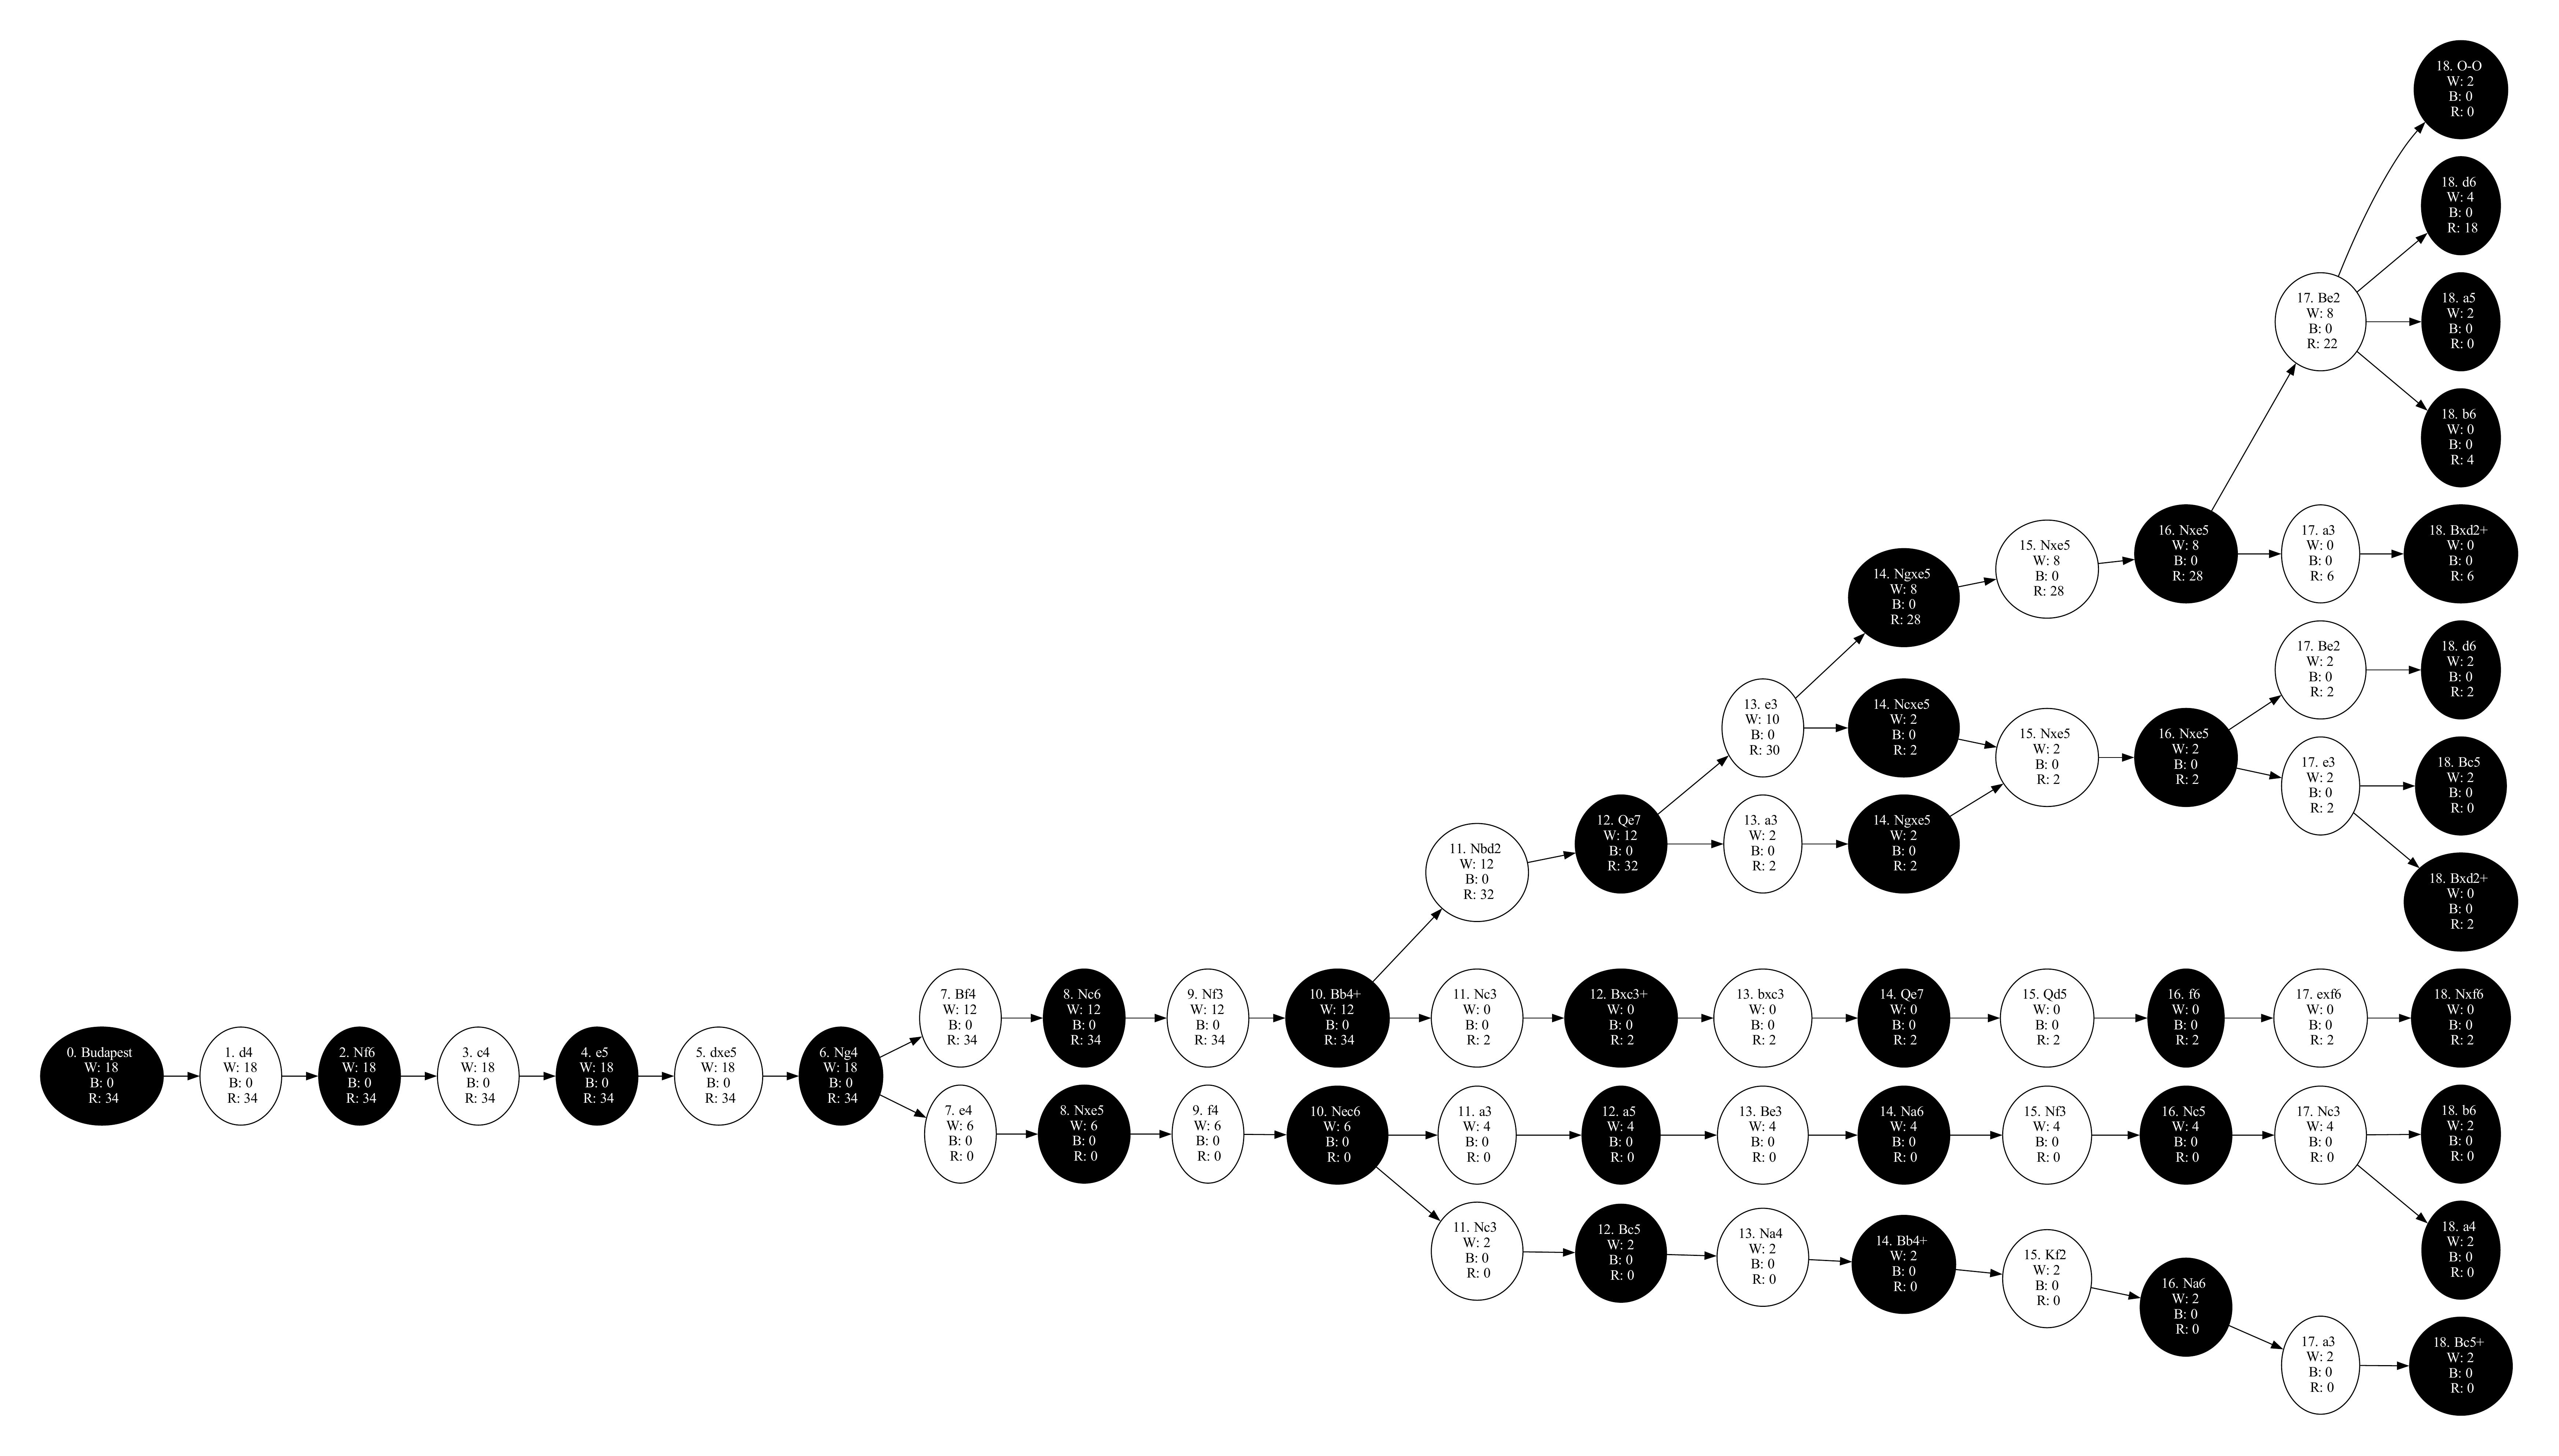 18. O-O
W: 2
B: 0
R: 0
18. d6
W: 4
B: 0
R: 18
17. Be2
W: 8
B: 0
R: 22
18. a5
W: 2
B: 0
R: 0
18. b6
W: 0
B: 0
R: 4
16. Nxe5
W: 8
B: 0
R: 28
17. a3
W: 0
B: 0
R: 6
18. Bxd2+
W: 0
B: 0
R: 6
14. Ngxe5
W: 8
B: 0
R: 28
15. Nxe5
W: 8
B: 0
R: 28
17. Be2
W: 2
B: 0
R: 2
18. d6
W: 2
B: 0
R: 2
13. e3
W: 10
B: 0
R: 30
14. Ncxe5
W: 2
B: 0
R: 2
15. Nxe5
W: 2
B: 0
R: 2
16. Nxe5
W: 2
B: 0
R: 2
17. e3
W: 2
B: 0
R: 2
18. Bc5
W: 2
B: 0
R: 0
12. Qe7
W: 12
B: 0
R: 32
13. a3
W: 2
B: 0
R: 2
14. Ngxe5
W: 2
B: 0
R: 2
11. Nbd2
W: 12
B: 0
R: 32
18. Bxd2+
W: 0
B: 0
R: 2
7. Bf4
W: 12
B: 0
R: 34
8. Nc6
W: 12
B: 0
R: 34
9. Nf3
W: 12
B: 0
R: 34
10. Bb4+
W: 12
B: 0
R: 34
11. Nc3
W: 0
B: 0
R: 2
12. Bxc3+
W: 0
B: 0
R: 2
13. bxc3
W: 0
B: 0
R: 2
14. Qe7
W: 0
B: 0
R: 2
15. Qd5
W: 0
B: 0
R: 2
16. f6
W: 0
B: 0
R: 2
17. exf6
W: 0
B: 0
R: 2
18. Nxf6
W: 0
B: 0
R: 2
0. Budapest
W: 18
B: 0
R: 34
1. d4
W: 18
B: 0
R: 34
2. Nf6
W: 18
B: 0
R: 34
3. c4
W: 18
B: 0
R: 34
4. e5
W: 18
B: 0
R: 34
5. dxe5
W: 18
B: 0
R: 34
6. Ng4
W: 18
B: 0
R: 34
7. e4
W: 6
B: 0
R: 0
8. Nxe5
W: 6
B: 0
R: 0
9. f4
W: 6
B: 0
R: 0
10. Nec6
W: 6
B: 0
R: 0
11. a3
W: 4
B: 0
R: 0
12. a5
W: 4
B: 0
R: 0
13. Be3
W: 4
B: 0
R: 0
14. Na6
W: 4
B: 0
R: 0
15. Nf3
W: 4
B: 0
R: 0
16. Nc5
W: 4
B: 0
R: 0
17. Nc3
W: 4
B: 0
R: 0
18. b6
W: 2
B: 0
R: 0
11. Nc3
W: 2
B: 0
R: 0
12. Bc5
W: 2
B: 0
R: 0
13. Na4
W: 2
B: 0
R: 0
14. Bb4+
W: 2
B: 0
R: 0
15. Kf2
W: 2
B: 0
R: 0
18. a4
W: 2
B: 0
R: 0
16. Na6
W: 2
B: 0
R: 0
17. a3
W: 2
B: 0
R: 0
18. Bc5+
W: 2
B: 0
R: 0